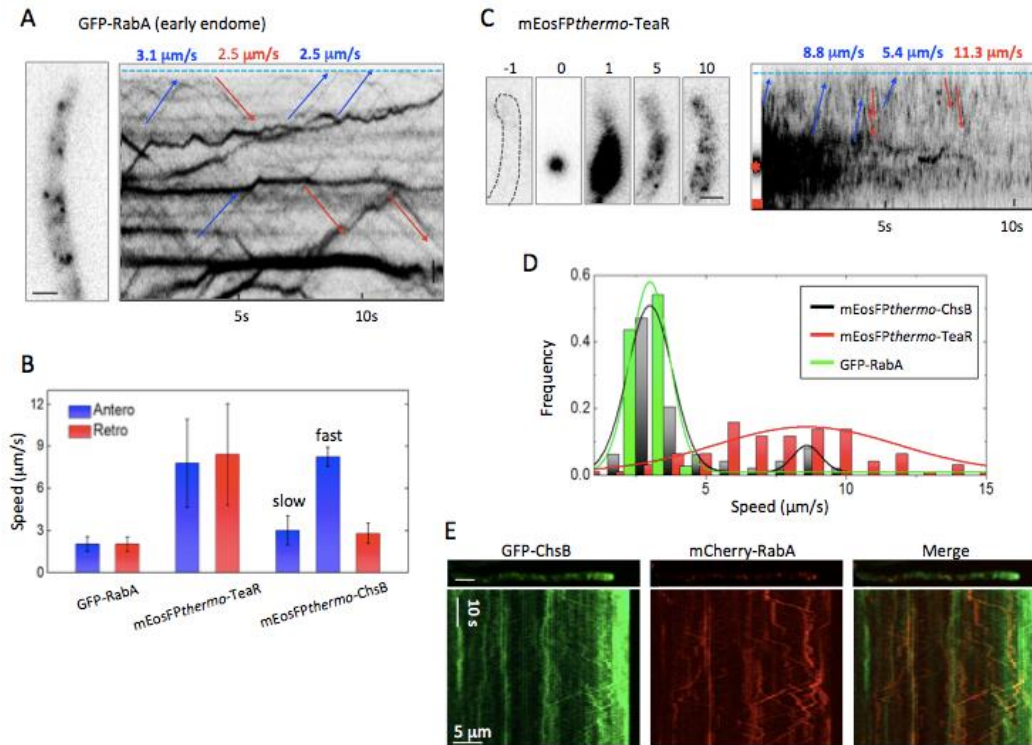 A
GFP-RabA (early endome)
3.1 µm/s
2.5 µm/s
2.5 µm/s
5s
10s
B
Speed (µm/s)
12
9
6
3
0
Antero
Retro
slow
fast
GFP-RabA
mEosFPthermo-TeaR
mEosFPthermo-ChsB
C
mEosFPthermo-TeaR
-1
0
1
5
10
8.8 µm/s
5.4 µm/s
11.3 µm/s
5s
10s
D
Frequency
0.6
0.4
0.2
0.0
mEosFPthermo-ChsB
mEosFPthermo-TeaR
GFP-RabA
5
10
15
Speed (µm/s)
E
GFP-ChsB
mCherry-RabA
Merge
10 s
5 µm